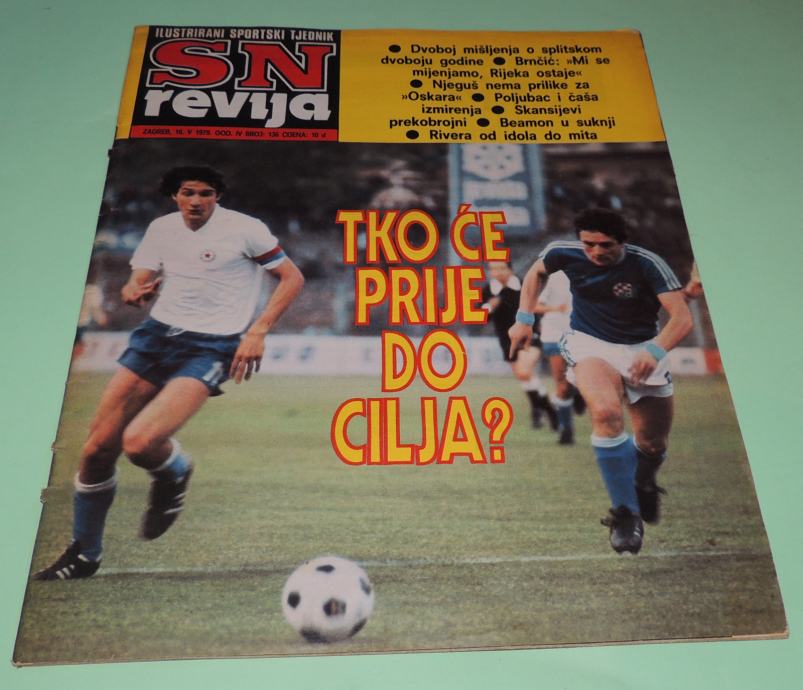 ILUSTRIRANI SPORTSKI TJEDNIK
SN
revija
ZAGREB, 16. V 1979. GOD. IV BROJ: 136 CIJENA: 10 d
● Dvoboj mišljenja o splitskom
dvoboju godine ● Brnčić: »Mi se
mijenjamo, Rijeka ostaje«
● Njeguš nema prilike za
»Oskara« ● Poljubac i čaša
izmirenja ● Skansijevi
prekobrojni ● Beamon u suknji
● Rivera od idola do mita
TKO ĆE
PRIJE
DO
CILJA?